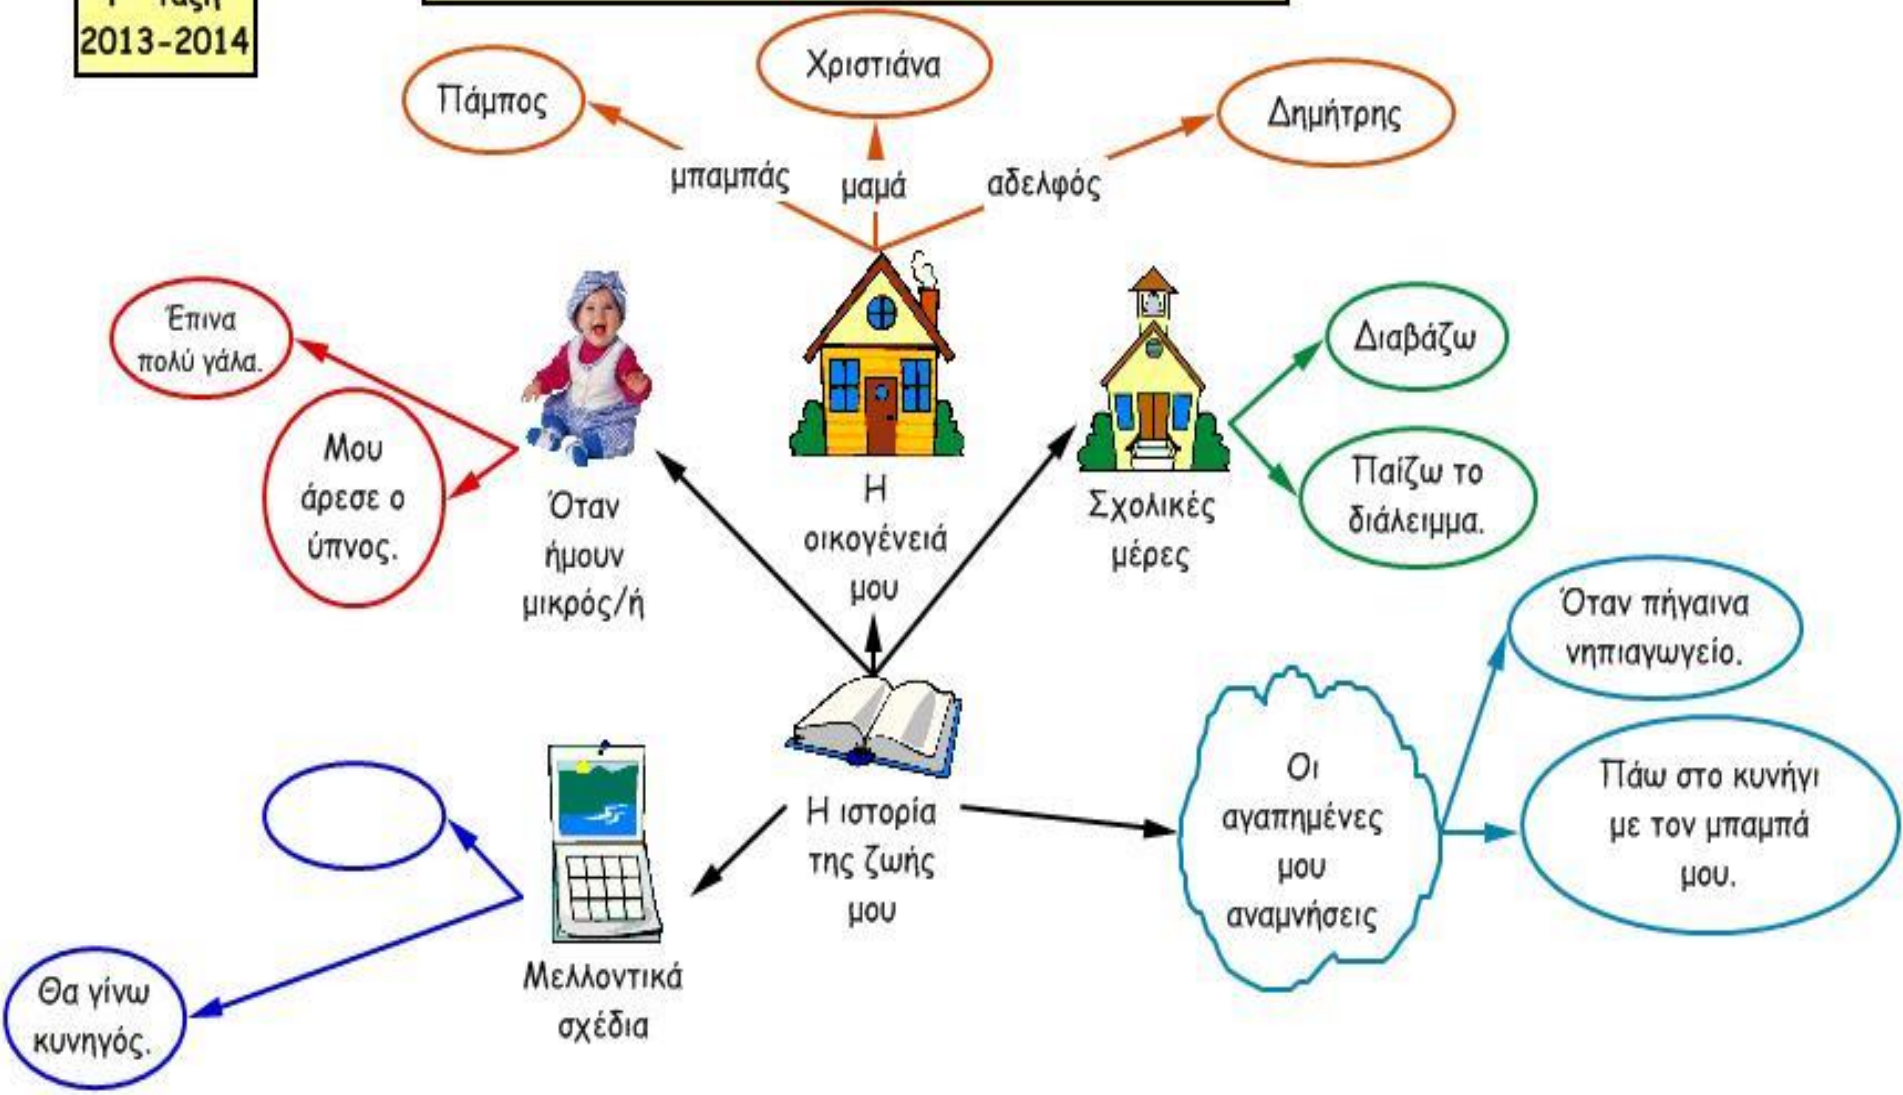 τάξη
2013-2014
Χριστιάνα
Πάμπος
Δημήτρης
μπαμπάς
μαμά
αδελφός
Έπινα
πολύ γάλα.
Μου
άρεσε ο
ύπνος.
Όταν
ήμουν
μικρός/ή
Η
οικογένειά
μου
Σχολικές
μέρες
Διαβάζω
Παίζω το
διάλειμμα.
Όταν πήγαινα
νηπιαγωγείο.
Πάω στο κυνήγι
με τον μπαμπά
μου.
Οι
αγαπημένες
μου
αναμνήσεις
Η ιστορία
της ζωής
μου
Μελλοντικά
σχέδια
Θα γίνω
κυνηγός.